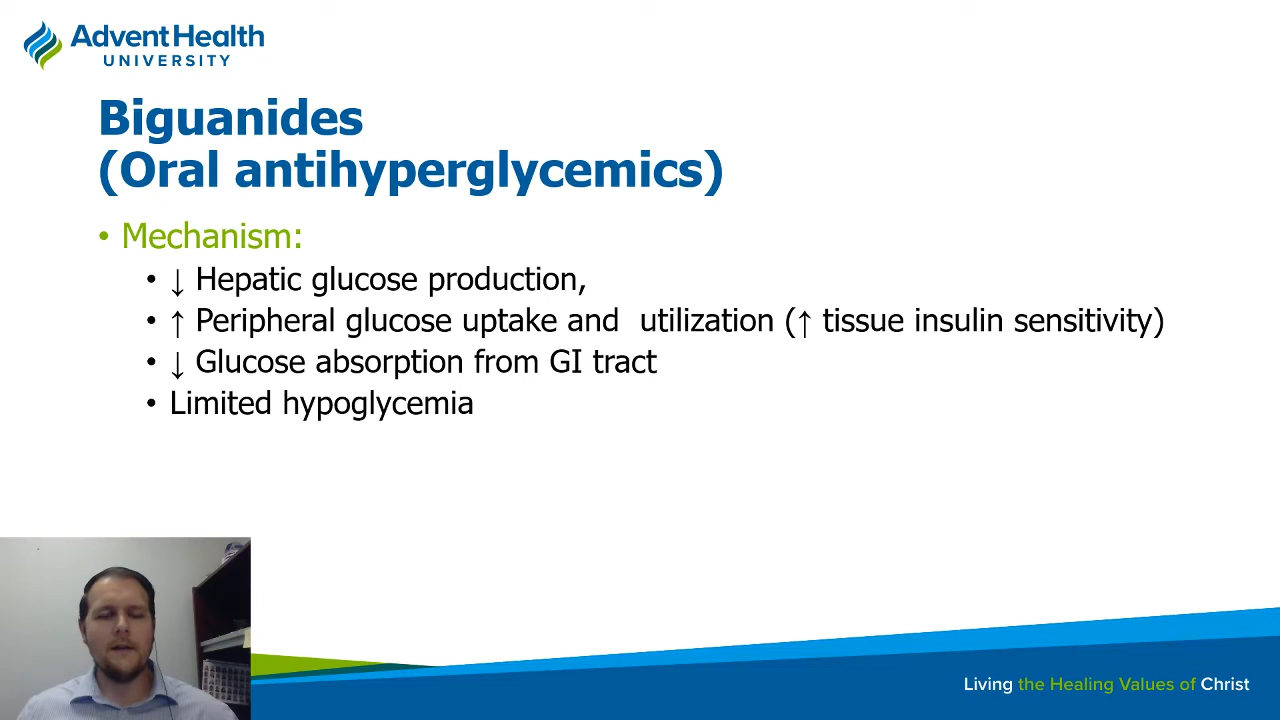 AdventHealth
UNIVERSITY
Biguanides
(Oral antihyperglycemics)
• Mechanism:
• ↓ Hepatic glucose production,
• ↑ Peripheral glucose uptake and  utilization (↑ tissue insulin sensitivity)
• ↓ Glucose absorption from GI tract
• Limited hypoglycemia
Living the Healing Values of Christ